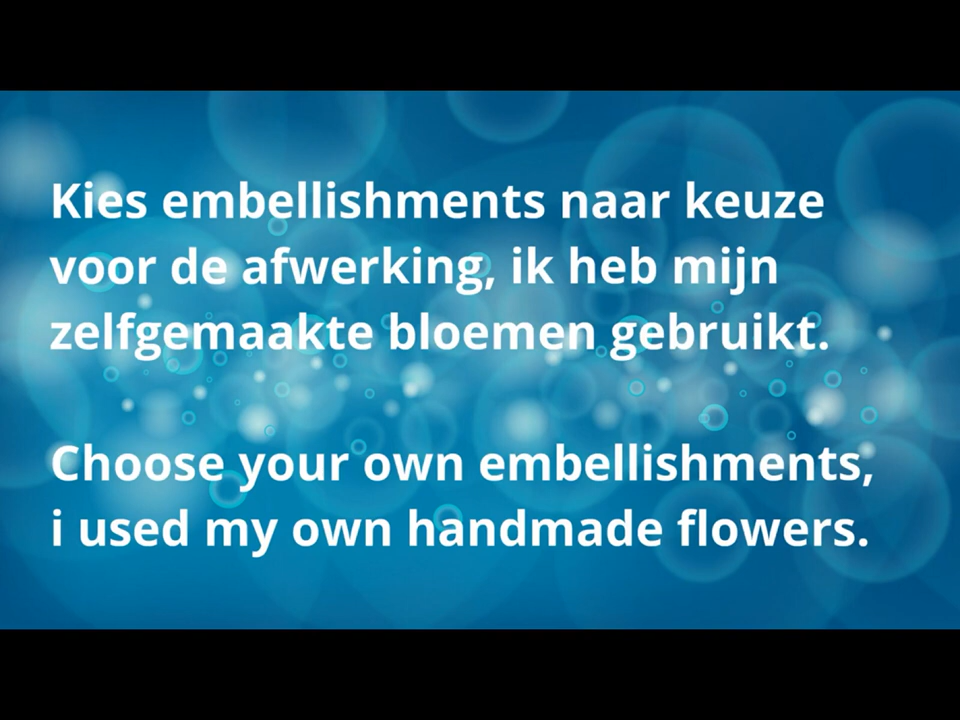 Kies embellishments naar keuze
voor de afwerking, ik heb mijn
zelfgemaakte bloemen gebruikt.
Choose your own embellishments,
i used my own handmade flowers.